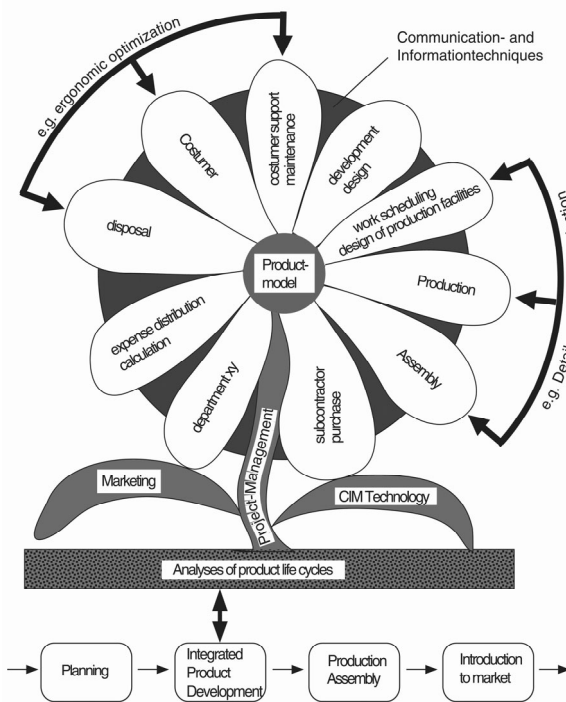 Communication- and
Informationtechniques
e.g. ergonomic optimization
costumer support
maintenance
Costumer
development
design
disposal
work scheduling
design of production facilities
Product-
model
Production
expense distribution
calculation
Assembly
e.g. Detail
department xy
subcontractor
purchase
Project-Management
Marketing
CIM Technology
Analyses of product life cycles
Planning
Integrated
Product
Development
Production
Assembly
Introduction
to market